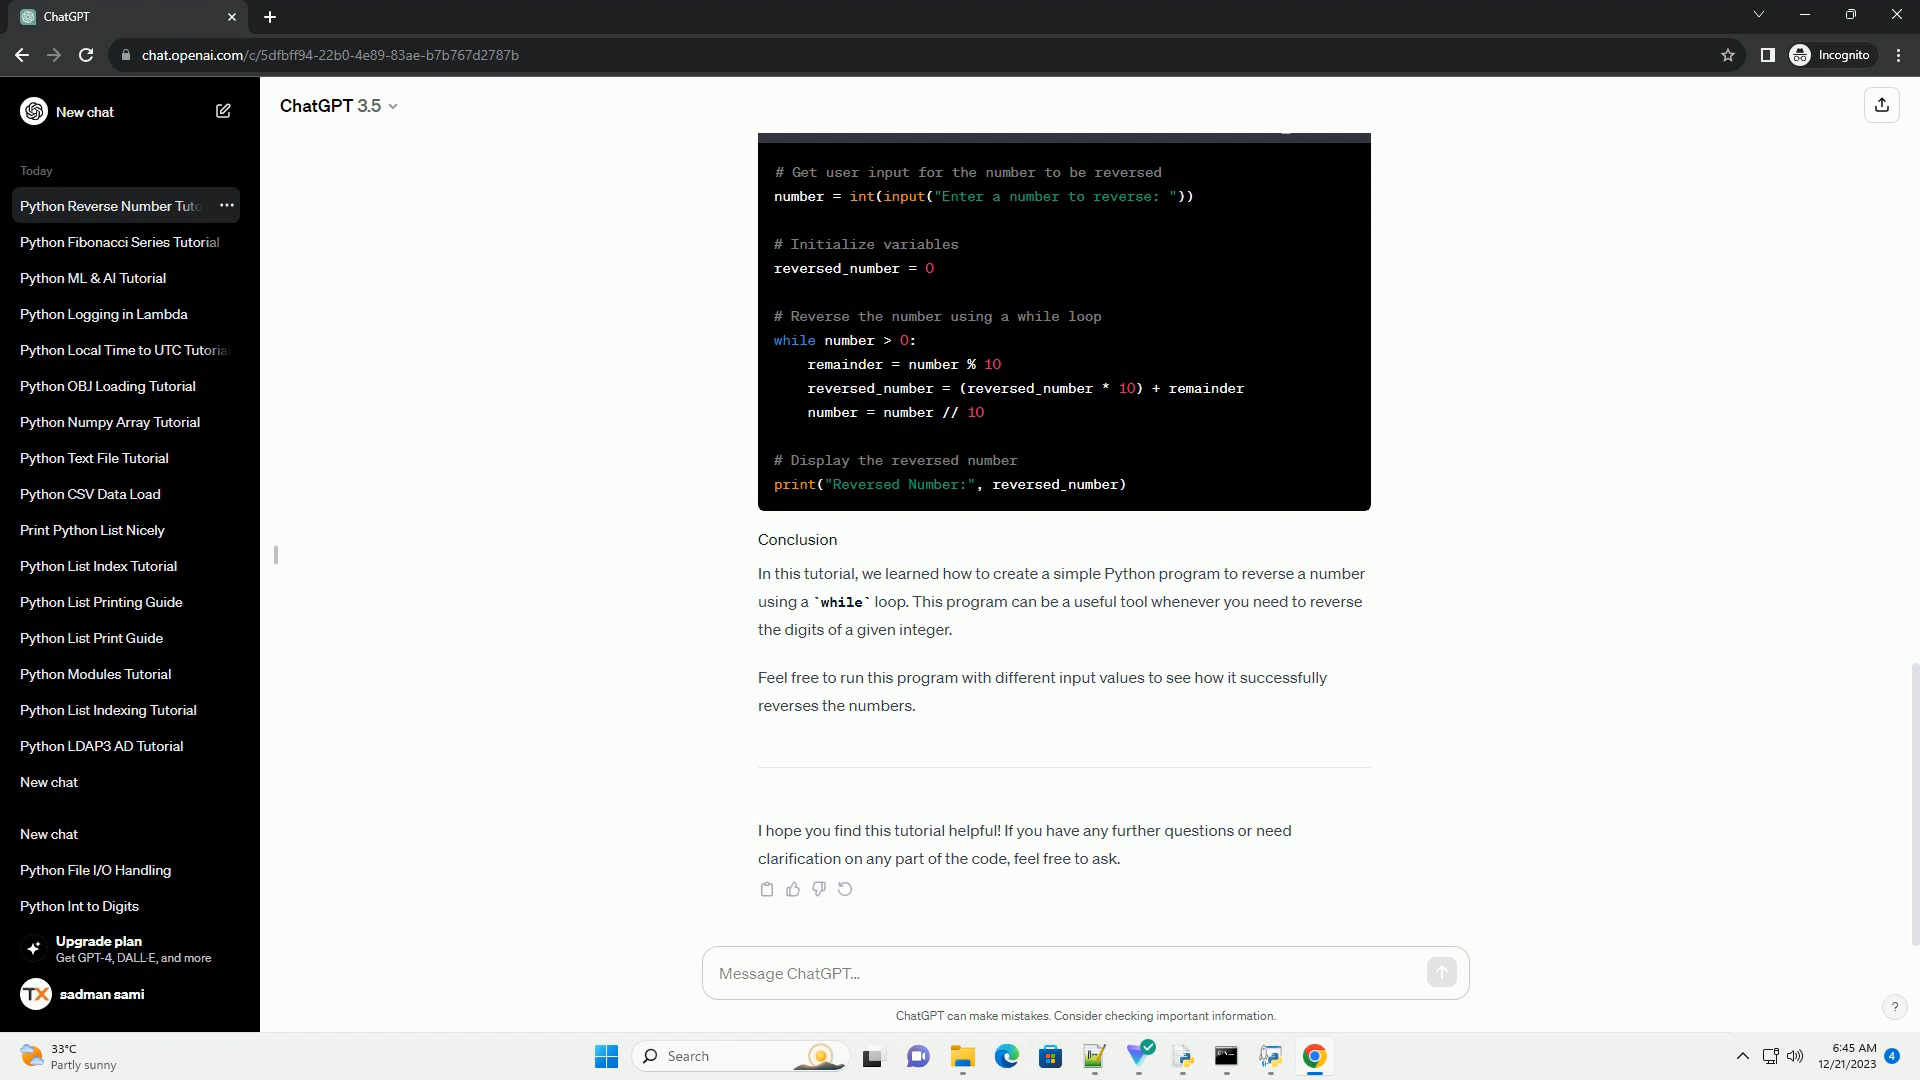 ChatGPT
chat.openai.com/c/5dfbff94-22b0-4e89-83ae-b7b767d2787b
Incognito
New chat
Today
Python Reverse Number Tuto
Python Fibonacci Series Tutorial
Python ML & AI Tutorial
Python Logging in Lambda
Python Local Time to UTC Tutorial
Python OBJ Loading Tutorial
Python Numpy Array Tutorial
Python Text File Tutorial
Python CSV Data Load
Print Python List Nicely
Python List Index Tutorial
Python List Printing Guide
Python List Print Guide
Python Modules Tutorial
Python List Indexing Tutorial
Python LDAP3 AD Tutorial
New chat
New chat
Python File I/O Handling
Python Int to Digits
Upgrade plan
Get GPT-4, DALL·E, and more
TX sadman sami
ChatGPT 3.5
# Get user input for the number to be reversed
number = int(input("Enter a number to reverse: "))
# Initialize variables
reversed_number = 0
# Reverse the number using a while loop
while number > 0:
    remainder = number % 10
    reversed_number = (reversed_number * 10) + remainder
    number = number // 10
# Display the reversed number
print("Reversed Number:", reversed_number)
Conclusion
In this tutorial, we learned how to create a simple Python program to reverse a number
using a `while` loop. This program can be a useful tool whenever you need to reverse
the digits of a given integer.
Feel free to run this program with different input values to see how it successfully
reverses the numbers.
I hope you find this tutorial helpful! If you have any further questions or need
clarification on any part of the code, feel free to ask.
Message ChatGPT…
ChatGPT can make mistakes. Consider checking important information.
?
33°C
Partly sunny
Search
6:45 AM
12/21/2023
4